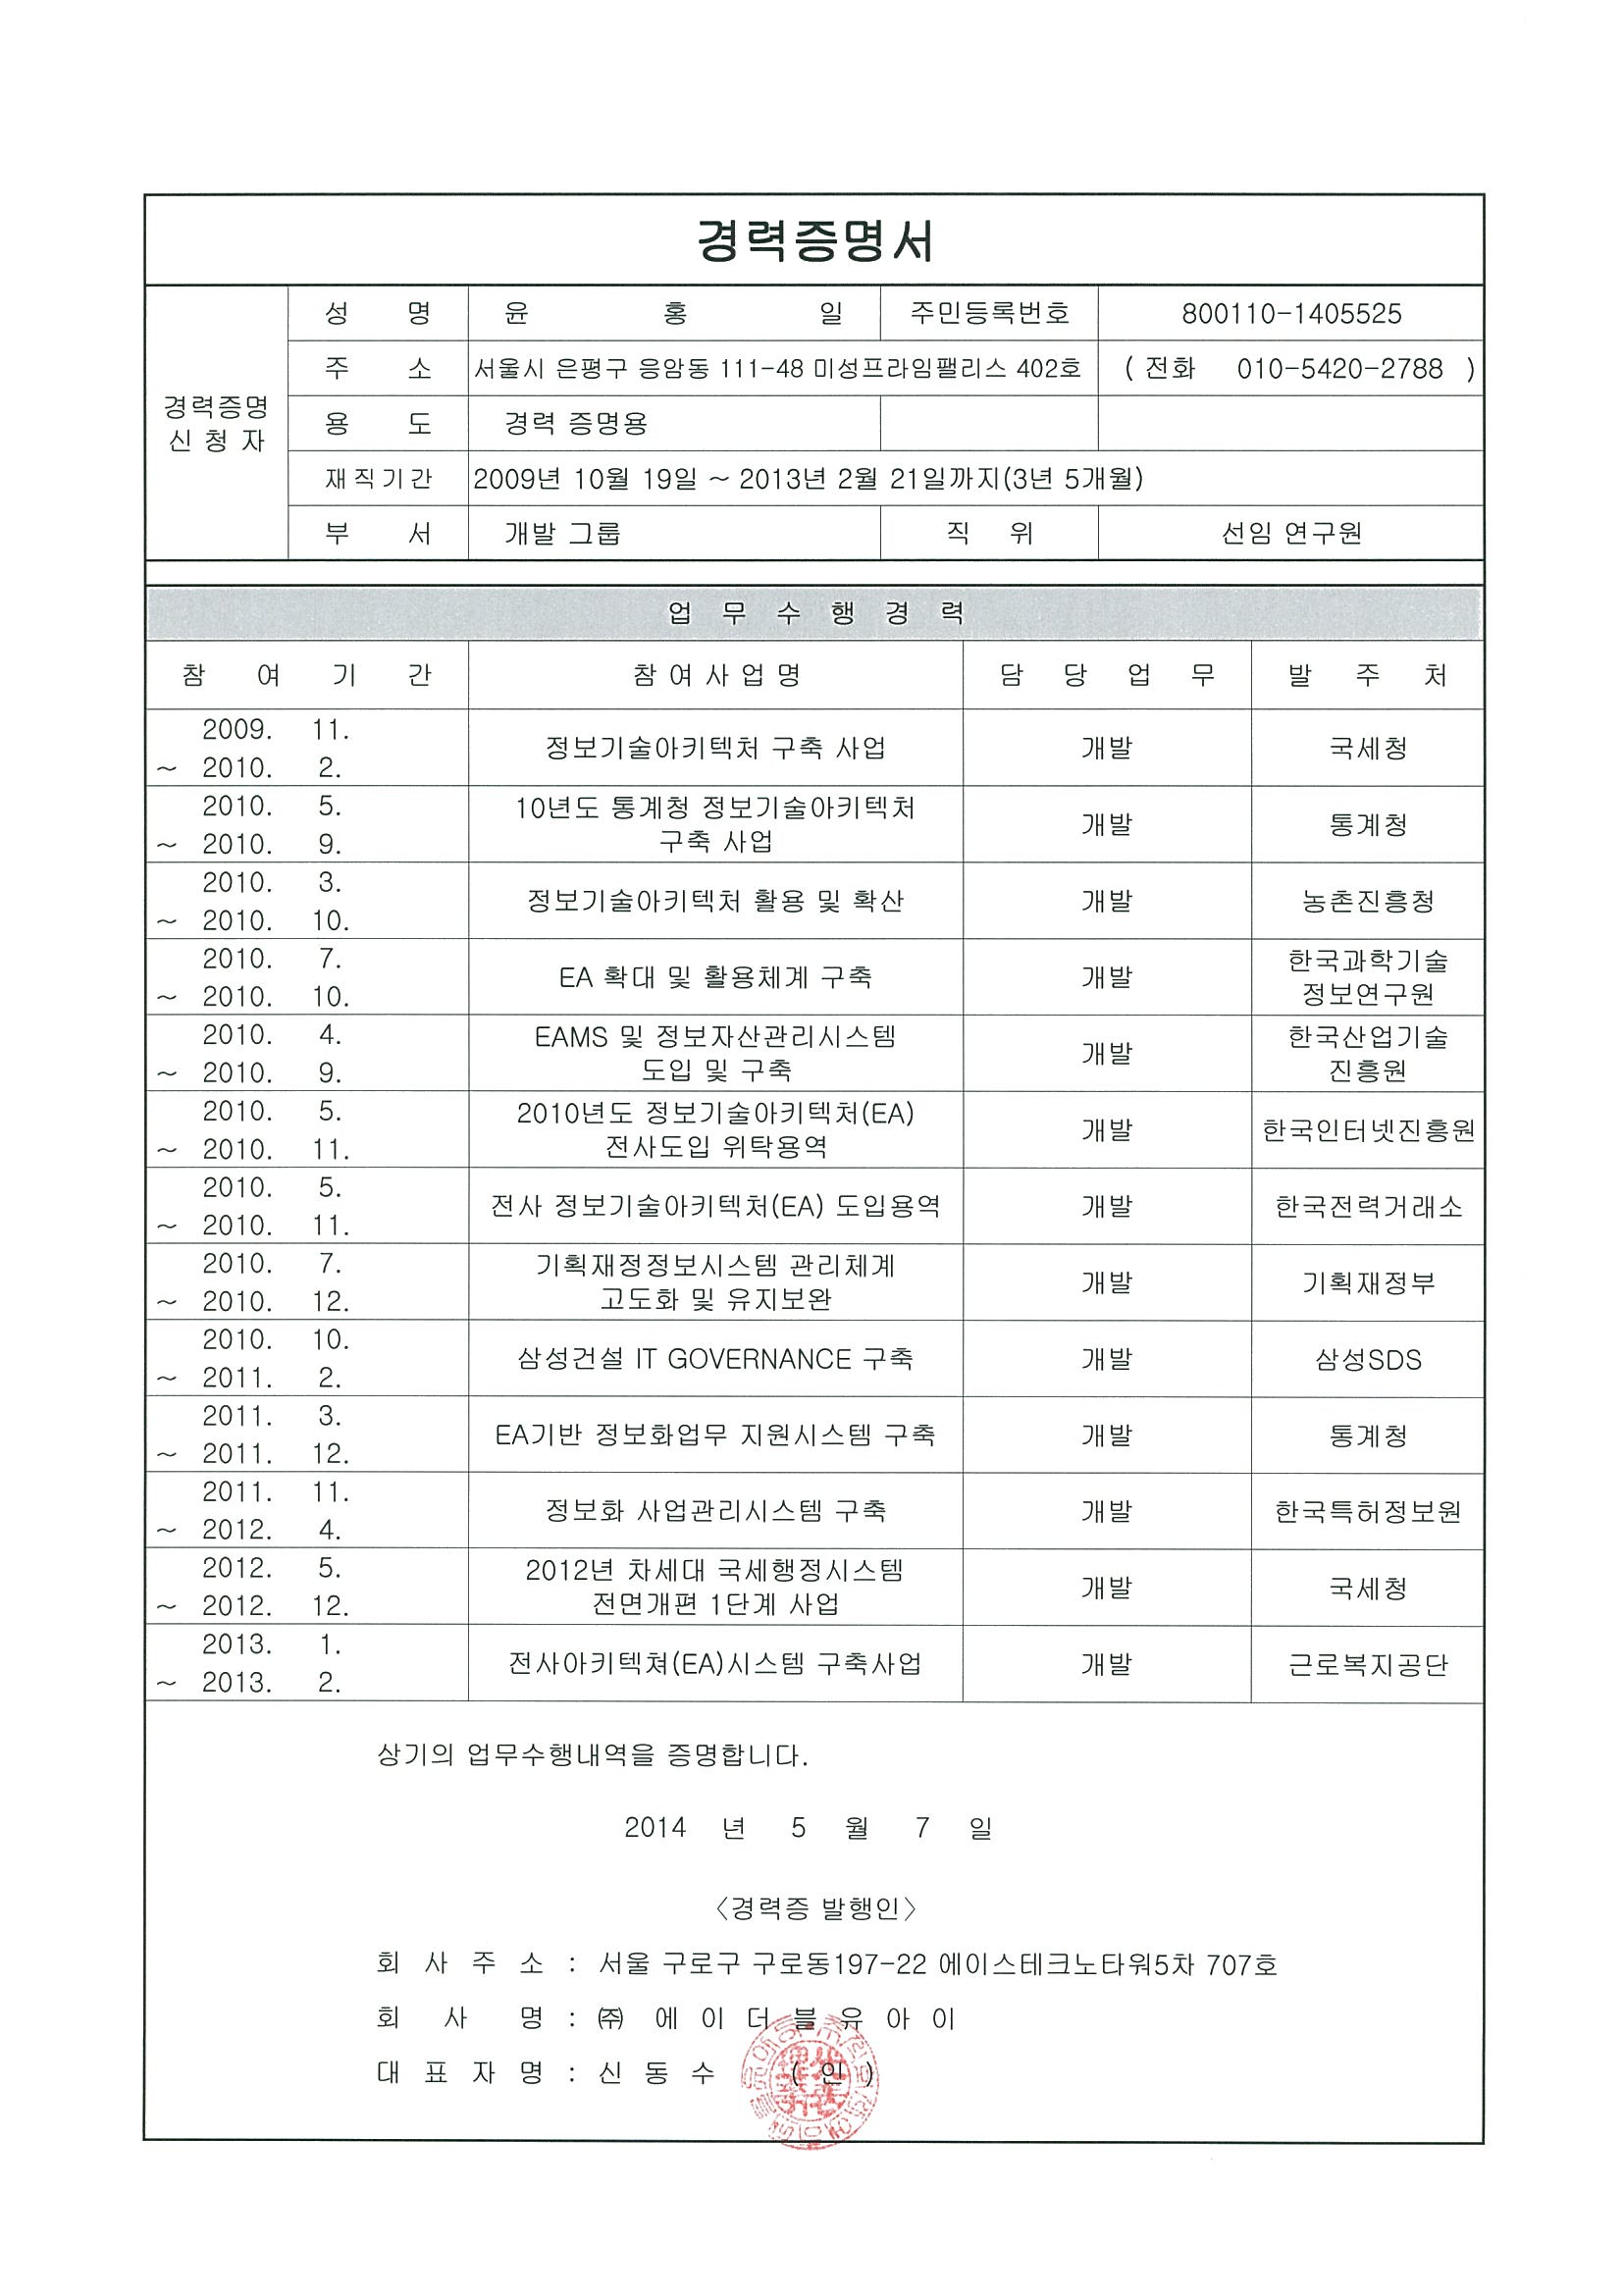 경력증명서
경력증명
신 청 자
성 명 윤 홍 일 주민등록번호 800110-1405525
주 소 서울시 은평구 응암동 111-48 미성프라임팰리스 402호 ( 전화 010-5420-2788 )
용 도 경력 증명용
재직기간 2009년 10월 19일 ~ 2013년 2월 21일까지(3년 5개월)
부 서 개발 그룹 직 위 선임 연구원
업 무 수 행 경 력
참 여 기 간 참 여 사 업 명 담 당 업 무 발 주 처
2009. 11.
~ 2010. 2.
정보기술아키텍처 구축 사업
개발
국세청
2010. 5.
~ 2010. 9.
10년도 통계청 정보기술아키텍처
구축 사업
개발
통계청
2010. 3.
~ 2010. 10.
정보기술아키텍처 활용 및 확산
개발
농촌진흥청
2010. 7.
~ 2010. 10.
EA 확대 및 활용체계 구축
개발
한국과학기술
정보연구원
2010. 4.
~ 2010. 9.
EAMS 및 정보자산관리시스템
도입 및 구축
개발
한국산업기술
진흥원
2010. 5.
~ 2010. 11.
2010년도 정보기술아키텍처(EA)
전사도입 위탁용역
개발
한국인터넷진흥원
2010. 5.
~ 2010. 11.
전사 정보기술아키텍처(EA) 도입용역
개발
한국전력거래소
2010. 7.
~ 2010. 12.
기획재정정보시스템 관리체계
고도화 및 유지보완
개발
기획재정부
2010. 10.
~ 2011. 2.
삼성건설 IT GOVERNANCE 구축
개발
삼성SDS
2011. 3.
~ 2011. 12.
EA기반 정보화업무 지원시스템 구축
개발
통계청
2011. 11.
~ 2012. 4.
정보화 사업관리시스템 구축
개발
한국특허정보원
2012. 5.
~ 2012. 12.
2012년 차세대 국세행정시스템
전면개편 1단계 사업
개발
국세청
2013. 1.
~ 2013. 2.
전사아키텍쳐(EA)시스템 구축사업
개발
근로복지공단
상기의 업무수행내역을 증명합니다.
2014 년 5 월 7 일
〈경력증 발행인〉
회 사 주 소 : 서울 구로구 구로동197-22 에이스테크노타워5차 707호
회 사 명 : ㈜ 에 이 더 블 유 아 이
대 표 자 명 : 신 동 수 ( 인 )